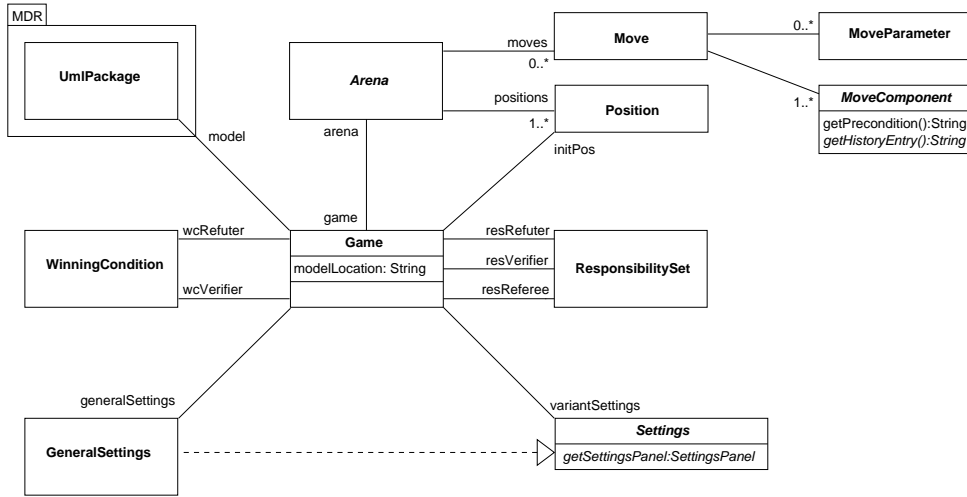 MDR
UmlPackage
model
Arena
arena
game
moves
0..*
positions
1..*
Move
Position
initPos
0..*
MoveParameter
1..*
MoveComponent
getPrecondition():String
getHistoryEntry():String
WinningCondition
wcRefuter
wcVerifier
Game
modelLocation: String
resRefuter
resVerifier
resReferee
ResponsibilitySet
generalSettings
GeneralSettings
variantSettings
Settings
getSettingsPanel:SettingsPanel